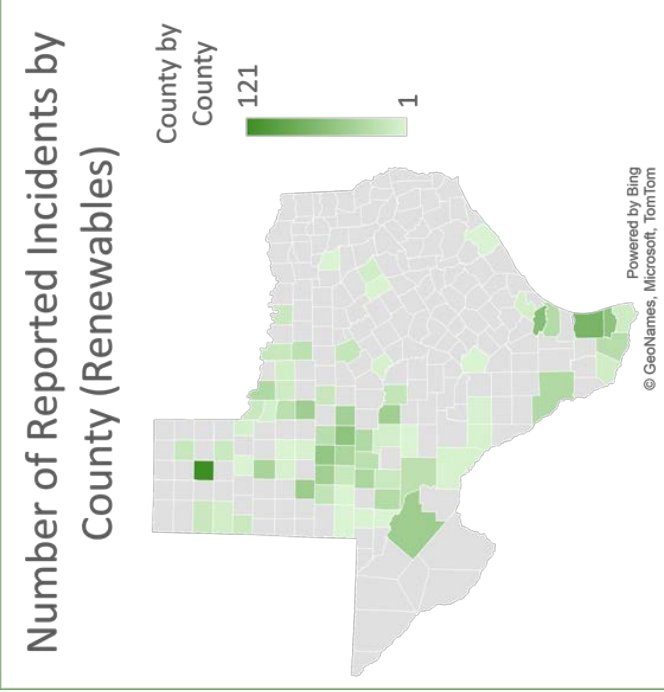 Number of Reported Incidents by
County (Renewables)
County by
County
121
1
Powered by Bing
© GeoNames, Microsoft, TomTom